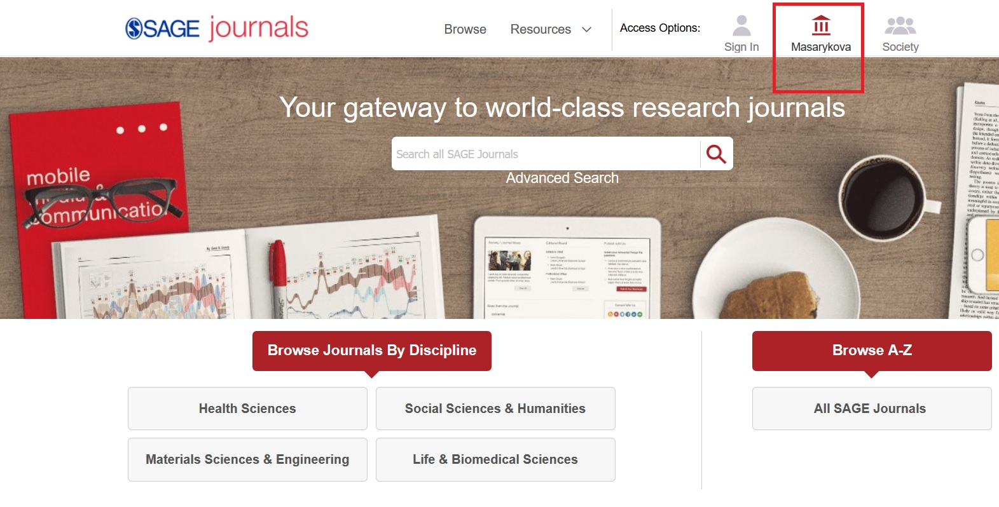 SAGE journals
Browse
Resources
Access Options:
Sign In
Masarykova
Society
Your gateway to world-class research journals
Search all SAGE Journals
Advanced Search
mobile
media &
communication
Browse Journals By Discipline
Browse A-Z
Health Sciences
Social Sciences & Humanities
All SAGE Journals
Materials Sciences & Engineering
Life & Biomedical Sciences